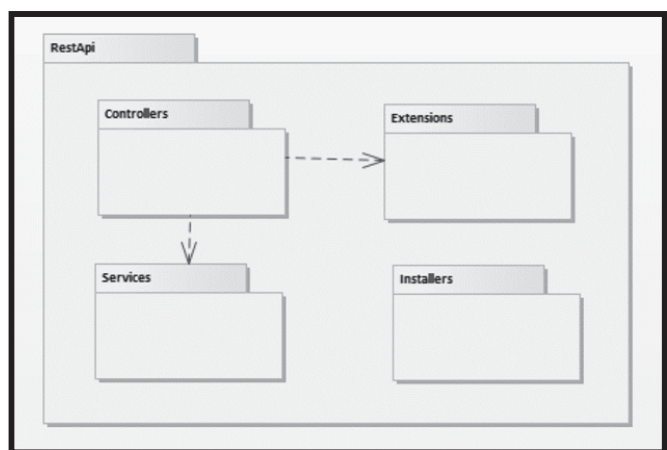 RestApi
Controllers
Extensions
Services
Installers